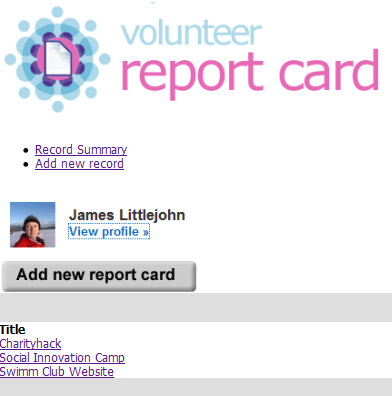 volunteer
report card
Record Summary
Add new record
James Littlejohn
View profile »
Add new report card
Title
Charityhack
Social Innovation Camp
Swimm Club Website